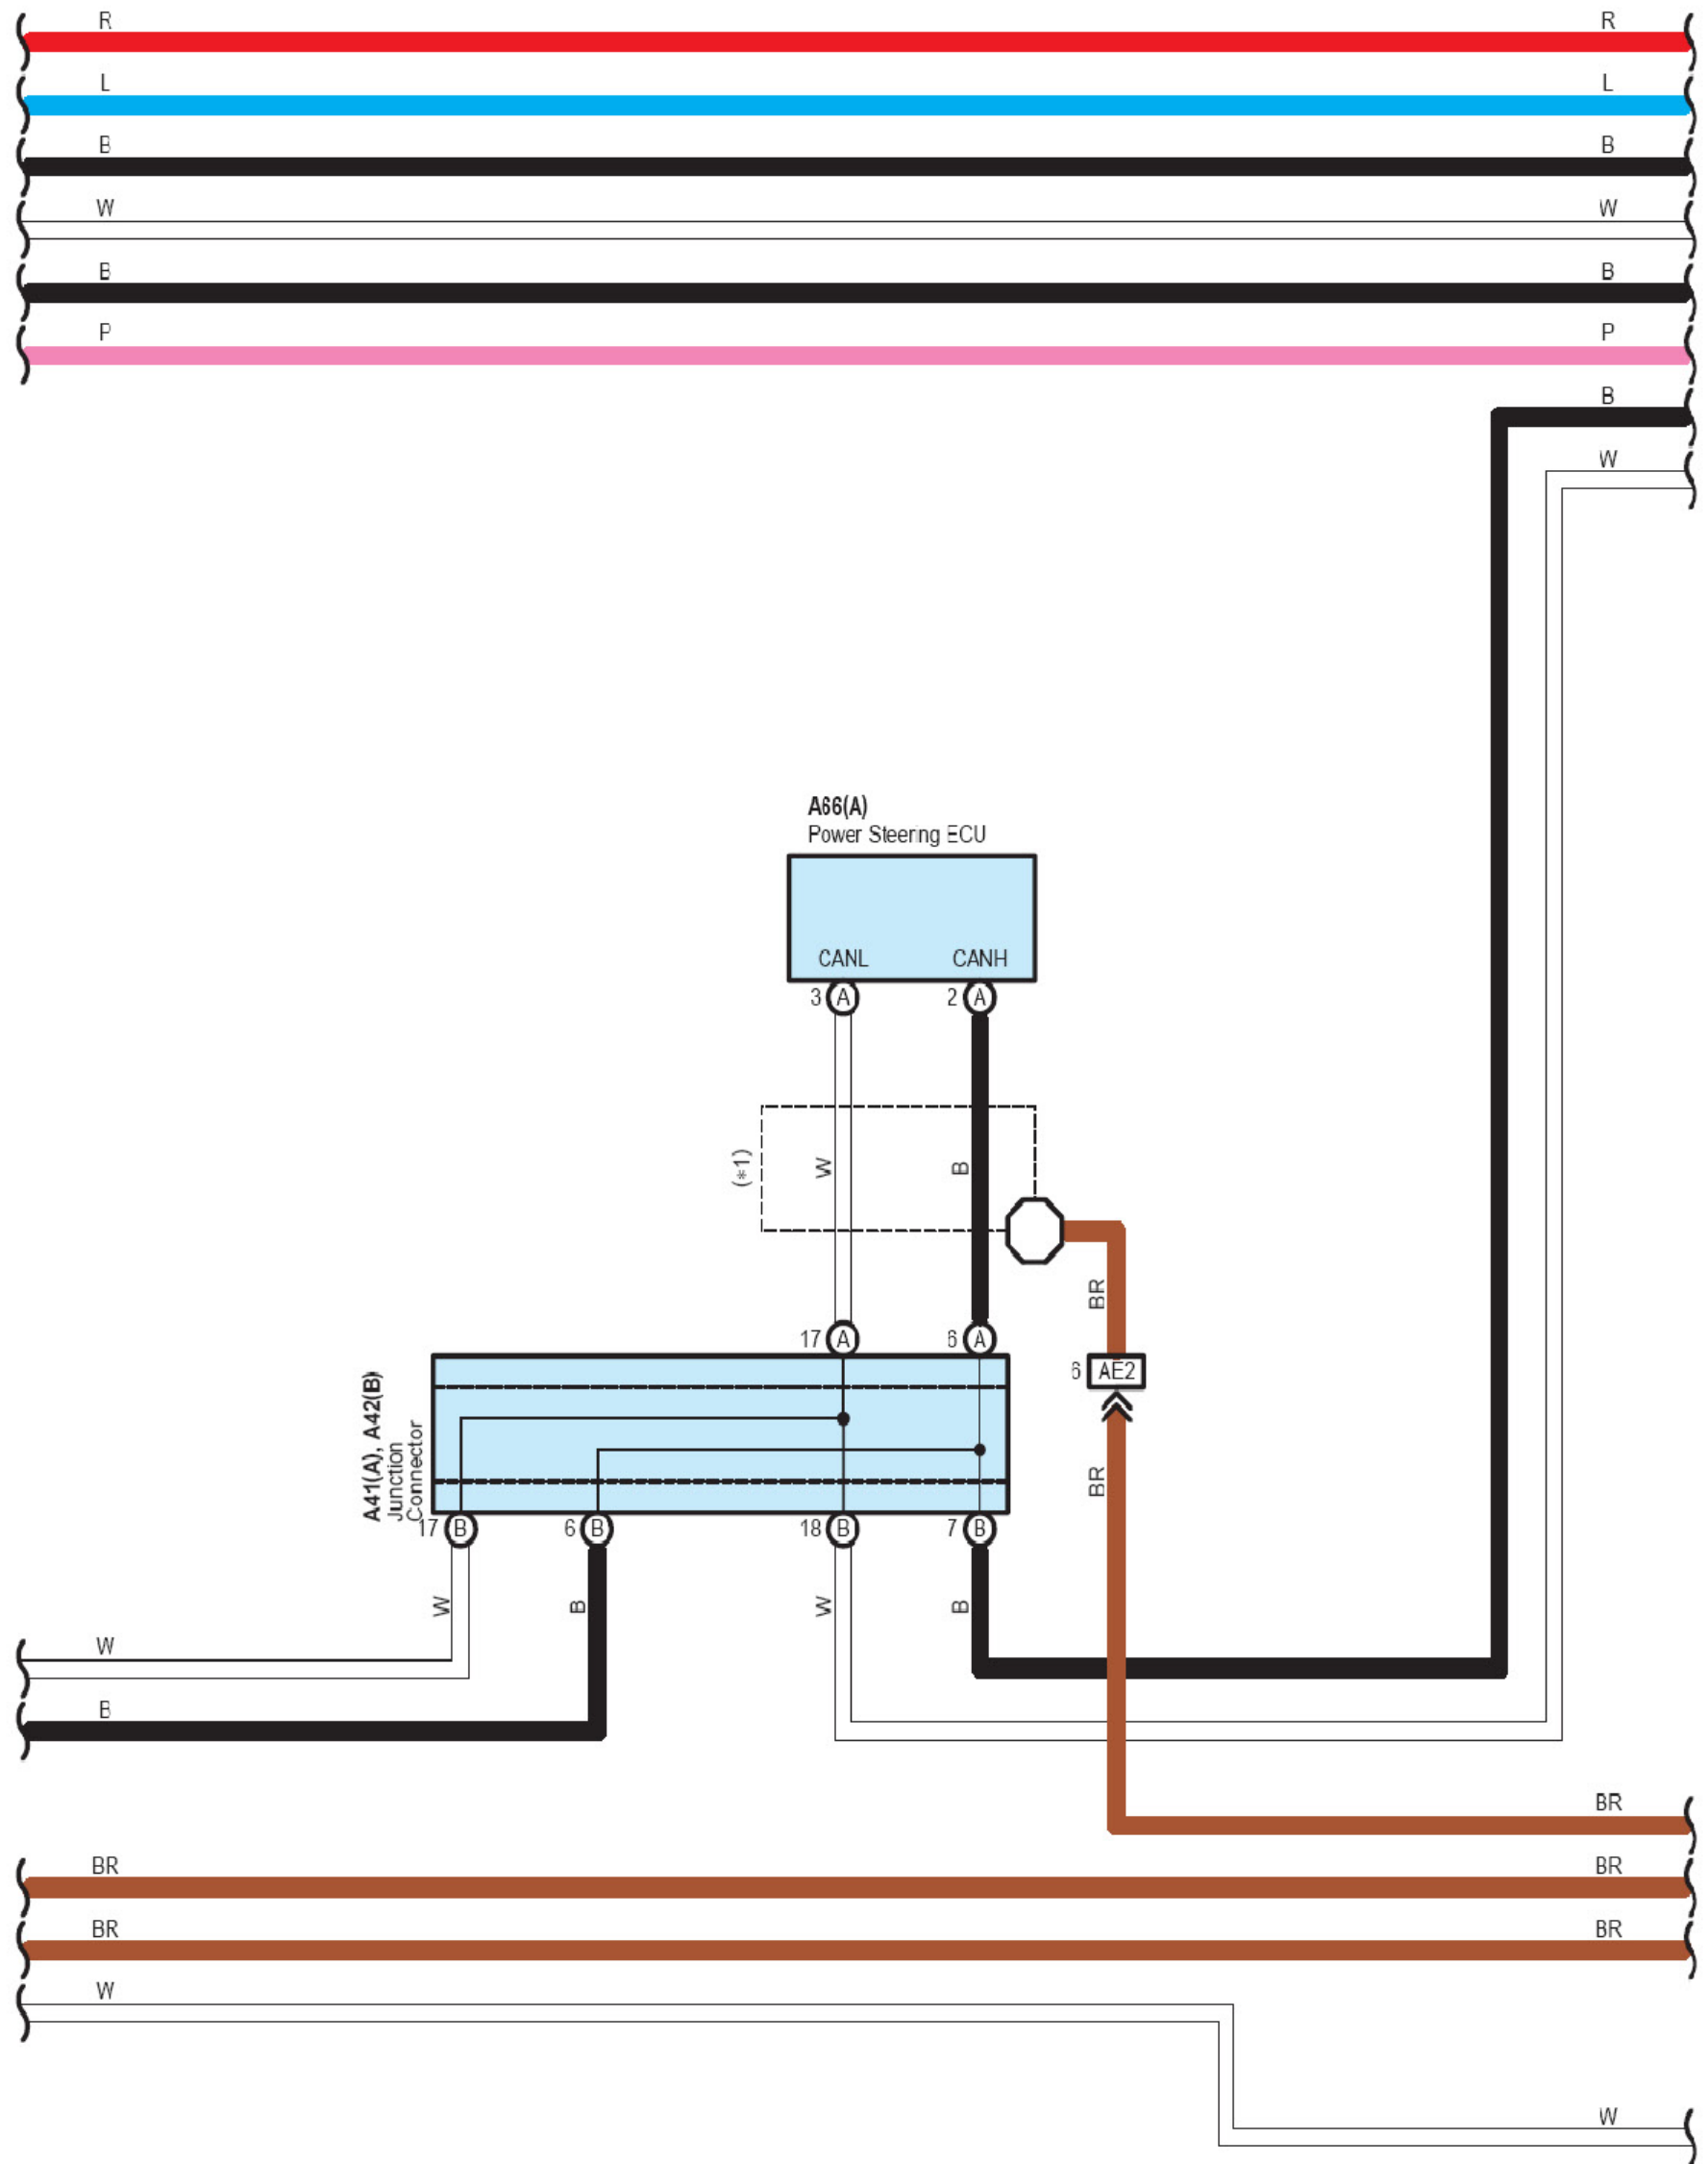 R R
L L
B B
W W
B B
P P
B
W
A66(A)
Power Steering ECU
CANL CANH
3 A 2 A
(*1) W B
BR
17 A 6 A
6 AE2
A41(A), A42(B)
Junction
Connector
BR
17 B 6 B 18 B 7 B
W B W B
W
B
BR
BR BR
BR BR
W
W